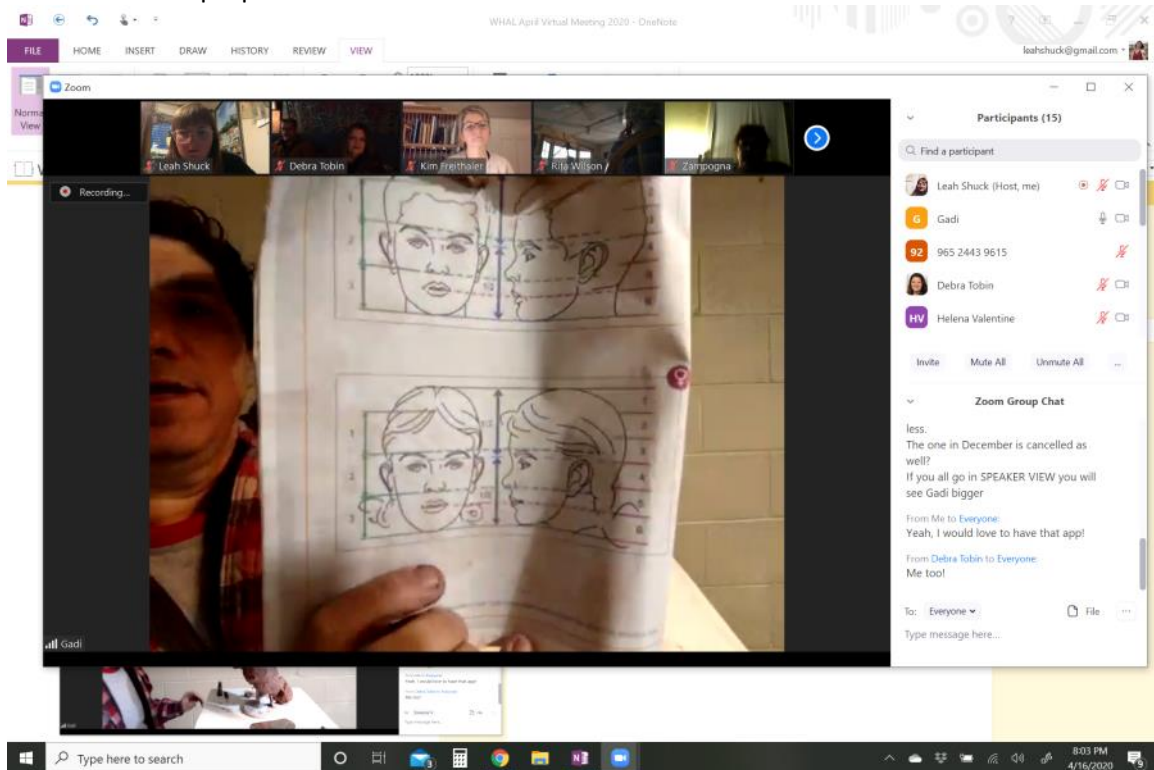 WHAL April Virtual Meeting 2020 - OneNote
FILE HOME INSERT DRAW HISTORY REVIEW VIEW
leahshuck@gmail.com
Normal
View
Zoom
Leah Shuck
Debra Tobin
Kim Freithaler
Rita Wilson /
Zampogna
Recording...
Gadi
Participants (15)
Find a participant
Leah Shuck (Host, me)
G Gadi
92 965 2443 9615
Debra Tobin
HV Helena Valentine
Invite Mute All Unmute All ...
Zoom Group Chat
less.
The one in December is cancelled as
well?
If you all go in SPEAKER VIEW you will
see Gadi bigger
From Me to Everyone:
Yeah, I would love to have that app!
From Debra Tobin to Everyone:
Me too!
To: Everyone File ...
Type message here...
Type here to search
8:03 PM
4/16/2020